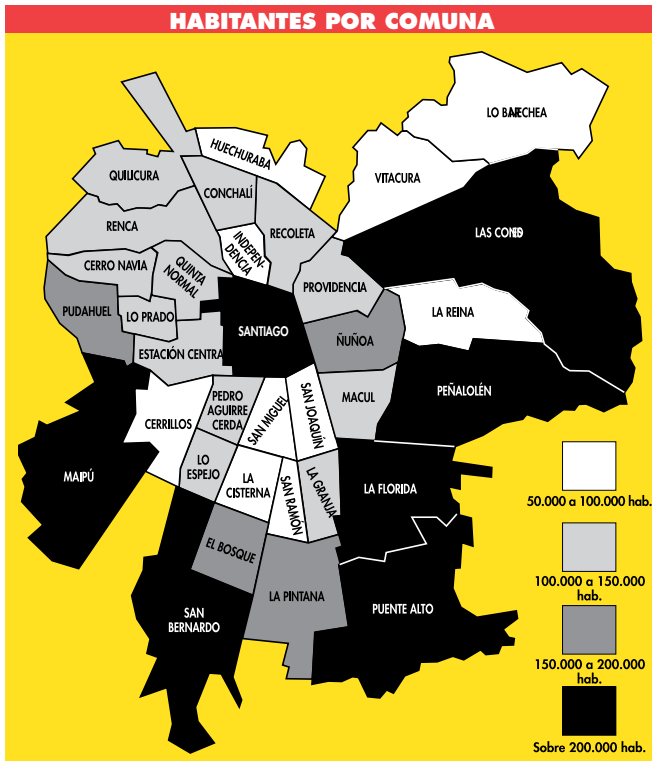 HABITANTES POR COMUNA
LO BARNECHEA
HUECHURABA
VITACURA
QUILICURA
CONCHALÍ
RENCA
RECOLETA
LAS CONDES
INDEPEN-
DENCIA
CERRO NAVIA
QUINTA
NORMAL
PROVIDENCIA
PUDAHUEL
LO PRADO
LA REINA
SANTIAGO
ÑUÑOA
ESTACIÓN CENTRA
PEÑALOLÉN
PEDRO
AGUIRRE
CERDA
SAN MIGUEL
SAN JOAQUÍN
MACUL
CERRILLOS
LO
ESPEJO
MAIPÚ
LA
CISTERNA
SAN RAMÓN
LA GRANJA
LA FLORIDA
50.000 a 100.000 hab.
EL BOSQUE
100.000 a 150.000
hab.
LA PINTANA
SAN
BERNARDO
PUENTE ALTO
150.000 a 200.000
hab.
Sobre 200.000 hab.